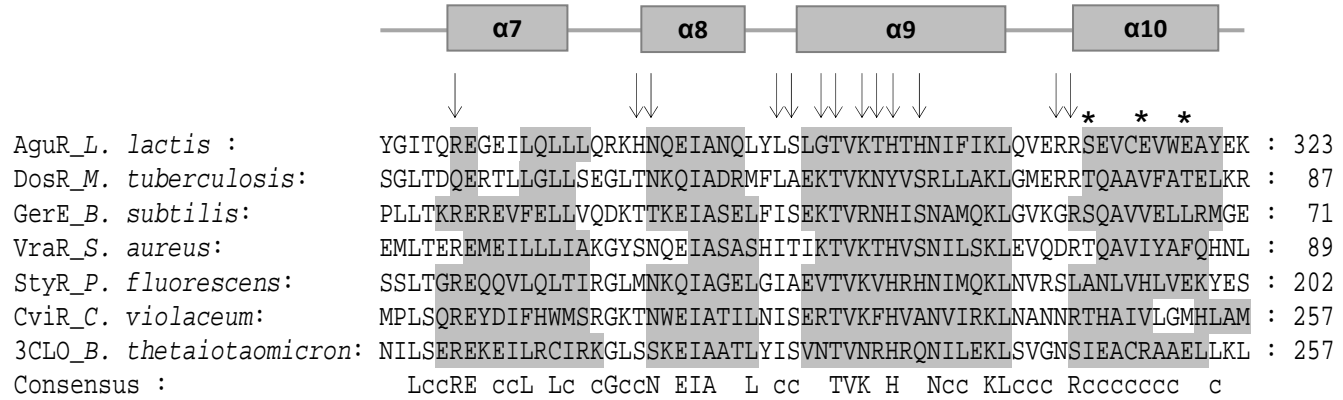 α7 α8 α9 α10
* * *
AguR_L. lactis : YGITQREGEILQLLLQRKHNQEIANQLYLSLGTVKTHTHNIFIKLQVERRSEVCEVWEAYEK : 323
DosR_M. tuberculosis: SGLTDQERTLLGLLSEGLTNKQIADRMFLAEKTVKNYVSRLLAKLGMERRTQAAVFATELKR : 87
GerE_B. subtilis : PLLTKREREVFELLVQDKTTKEIASELFISEKTVRNHISNAMQKLGVKGRSQAVVELLRMGE : 71
VraR_S. aureus: EMLTEREMEILLLIAKGYSNQEIASASHITIKTVKTHVSNILSKLEVQDRTQAVIYAFQHNL : 89
StyR_P. fluorescens: SSLTGREQQVLQLTIRGLMNKQIAGELGIAEVTVKVHRHNIMQKLNVRSLANLVHLVEKYES : 202
CviR_C. violaceum: MPLSQREYDIFHWMSRGKTNWEIATILNISERTVKFHVANVIRKLNANNRTHAIVLGMHLAM : 257
3CLO_B. thetaiotaomicron: NILSEREKEILRCIRKGLSSKEIAATLYISVNTVNRHRQNILEKLSVGNSIEACRAAELLKL : 257
Consensus : LccRE ccL Lc cGccN EIA L cc TVK H Ncc KLccc Rccccccc c